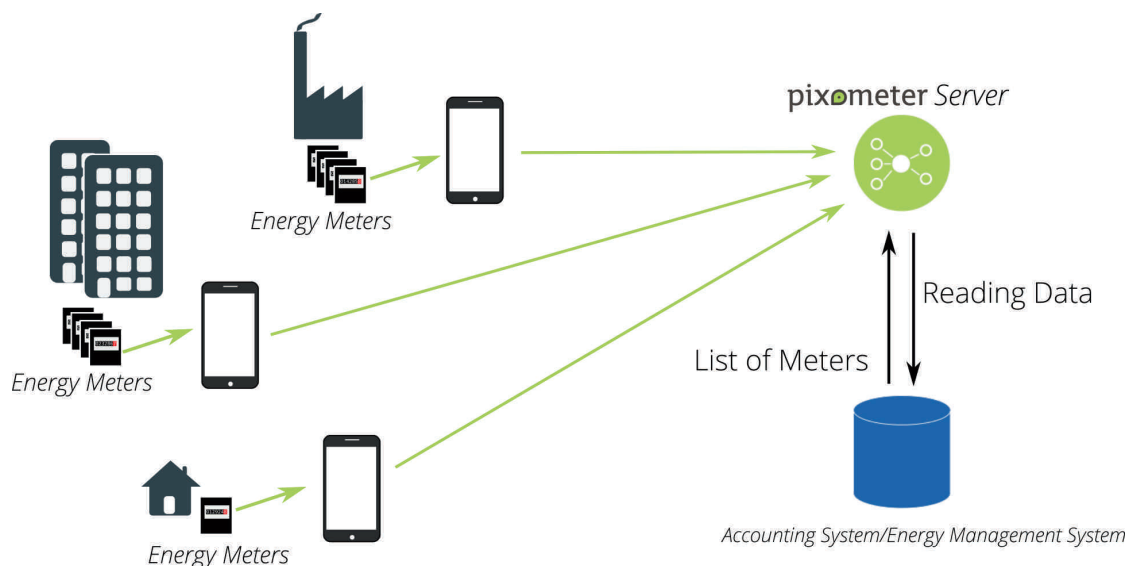 pixometer Server
Energy Meters
Reading Data
List of Meters
Energy Meters
Energy Meters
Accounting System/Energy Management System